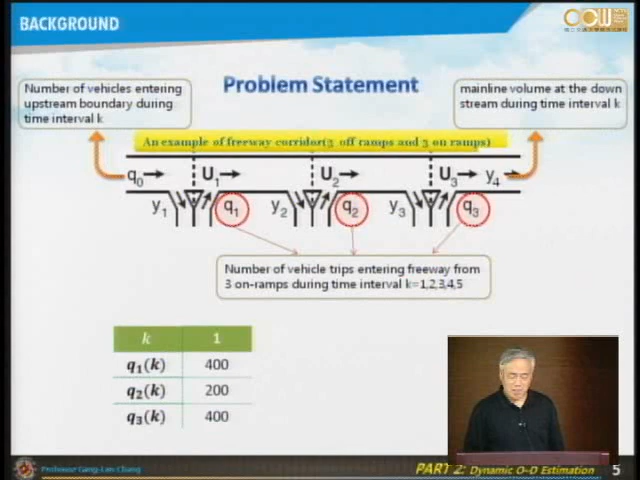 BACKGROUND
OCW
Problem Statement
Number of vehicles entering
upstream boundary during
time interval k
mainline volume at the down
stream during time interval k
An example of freeway corridor(3 off ramps and 3 on ramps)
q0 U1 U2 U3 y4
y1 q1 y2 q2 y3 q3
Number of vehicle trips entering freeway from
3 on-ramps during time interval k=1,2,3,4,5
k 1
q1(k) 400
q2(k) 200
q3(k) 400
Professor Gang-Len Chang
PART 2: Dynamic O-D Estimation 5